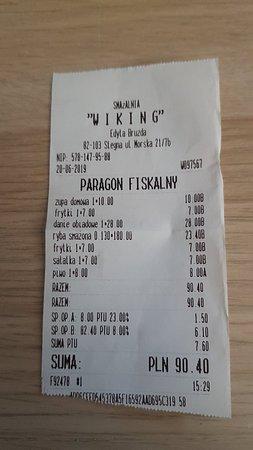 SMAŻALNIA
"WIKING"
Edyta Bruzda
82-103 Stegna ul Morska 21/7b
NIP: 578-147-95-88
20-06-2019 W097567
PARAGON FISKALNY
zupa domowa 1*10.00 10.00B
frytki 1*7.00 7.00B
danie obiadowe 1*28.00 28.00B
ryba smażona 0.130*180.00 23.40B
frytki 1*7.00 7.00B
sałatka 1*7.00 7.00B
piwo 1*8.00 8.00A
RAZEM: 90.40
RAZEM: 90.40
SP.OP.A: 8.00 PTU 23.00% 1.50
SP.OP.B: 82.40 PTU 8.00% 6.10
SUMA PTU 7.60
SUMA: PLN 90.40
F92478 #1 15:29